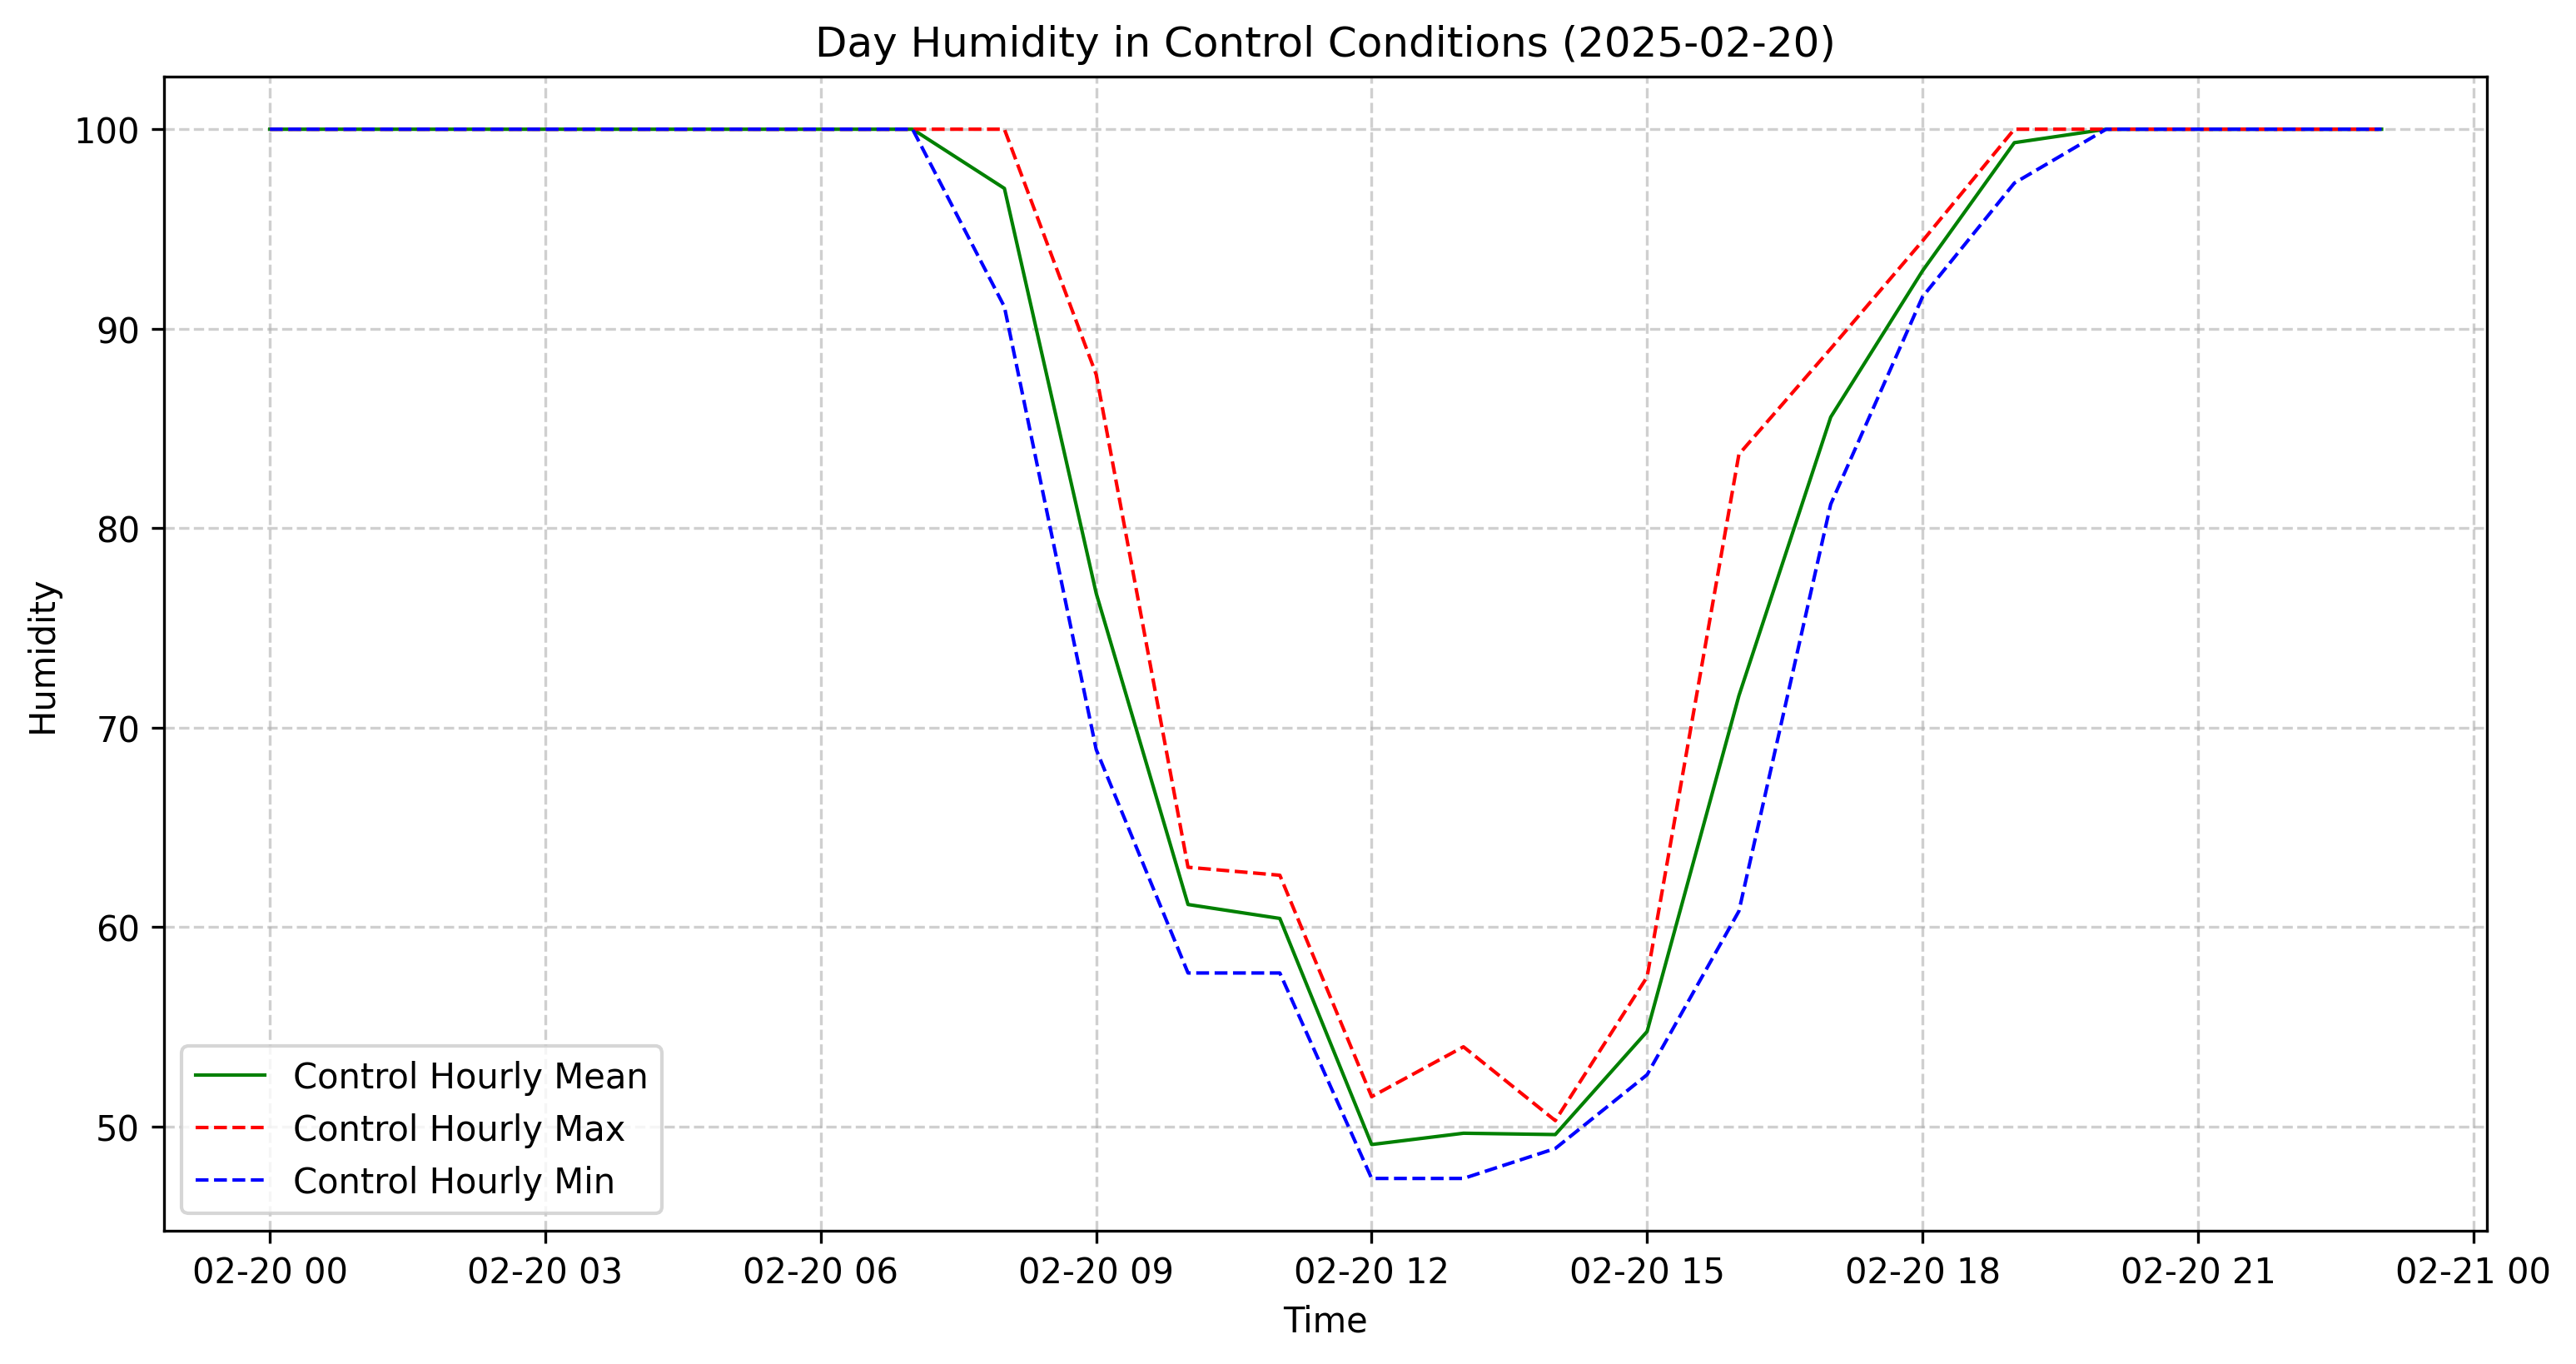 Day Humidity in Control Conditions (2025-02-20)
Humidity
100
90
80
70
60
50
Control Hourly Mean
Control Hourly Max
Control Hourly Min
02-20 00
02-20 03
02-20 06
02-20 09
02-20 12
02-20 15
02-20 18
02-20 21
02-21 00
Time